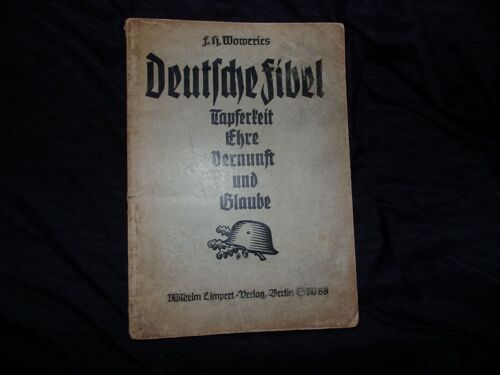 F. H. Woweries
Deutsche Fibel
Tapferkeit
Ehre
Vernunft
und
Glaube
Wilhelm Limpert-Verlag, Berlin SW 68